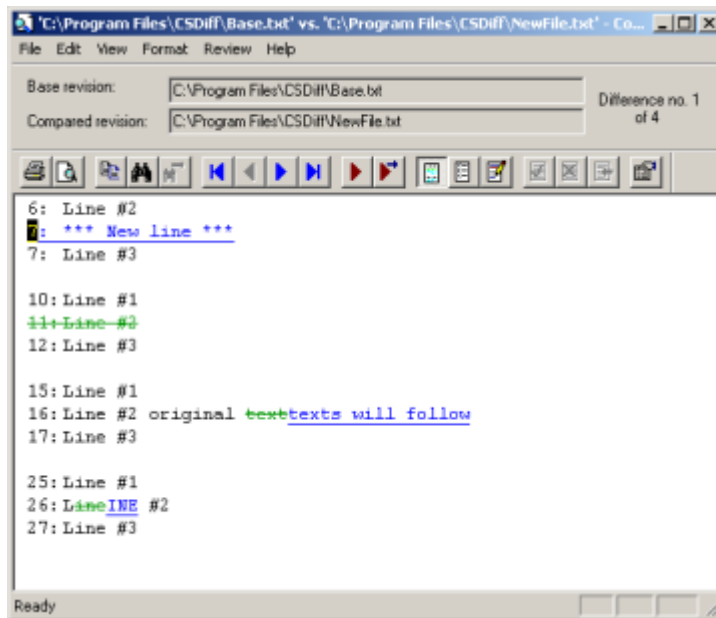 'C:\Program Files\CSDiff\Base.txt' vs. 'C:\Program Files\CSDiff\NewFile.txt' - Co...
File Edit View Format Review Help
Base revision: C:\Program Files\CSDiff\Base.txt
Difference no. 1
Compared revision: C:\Program Files\CSDiff\NewFile.txt
of 4
6: Line #2
7: *** New line ***
7: Line #3
10: Line #1
11: Line #2
12: Line #3
15: Line #1
16: Line #2 original texttexts will follow
17: Line #3
25: Line #1
26: LineINE #2
27: Line #3
Ready